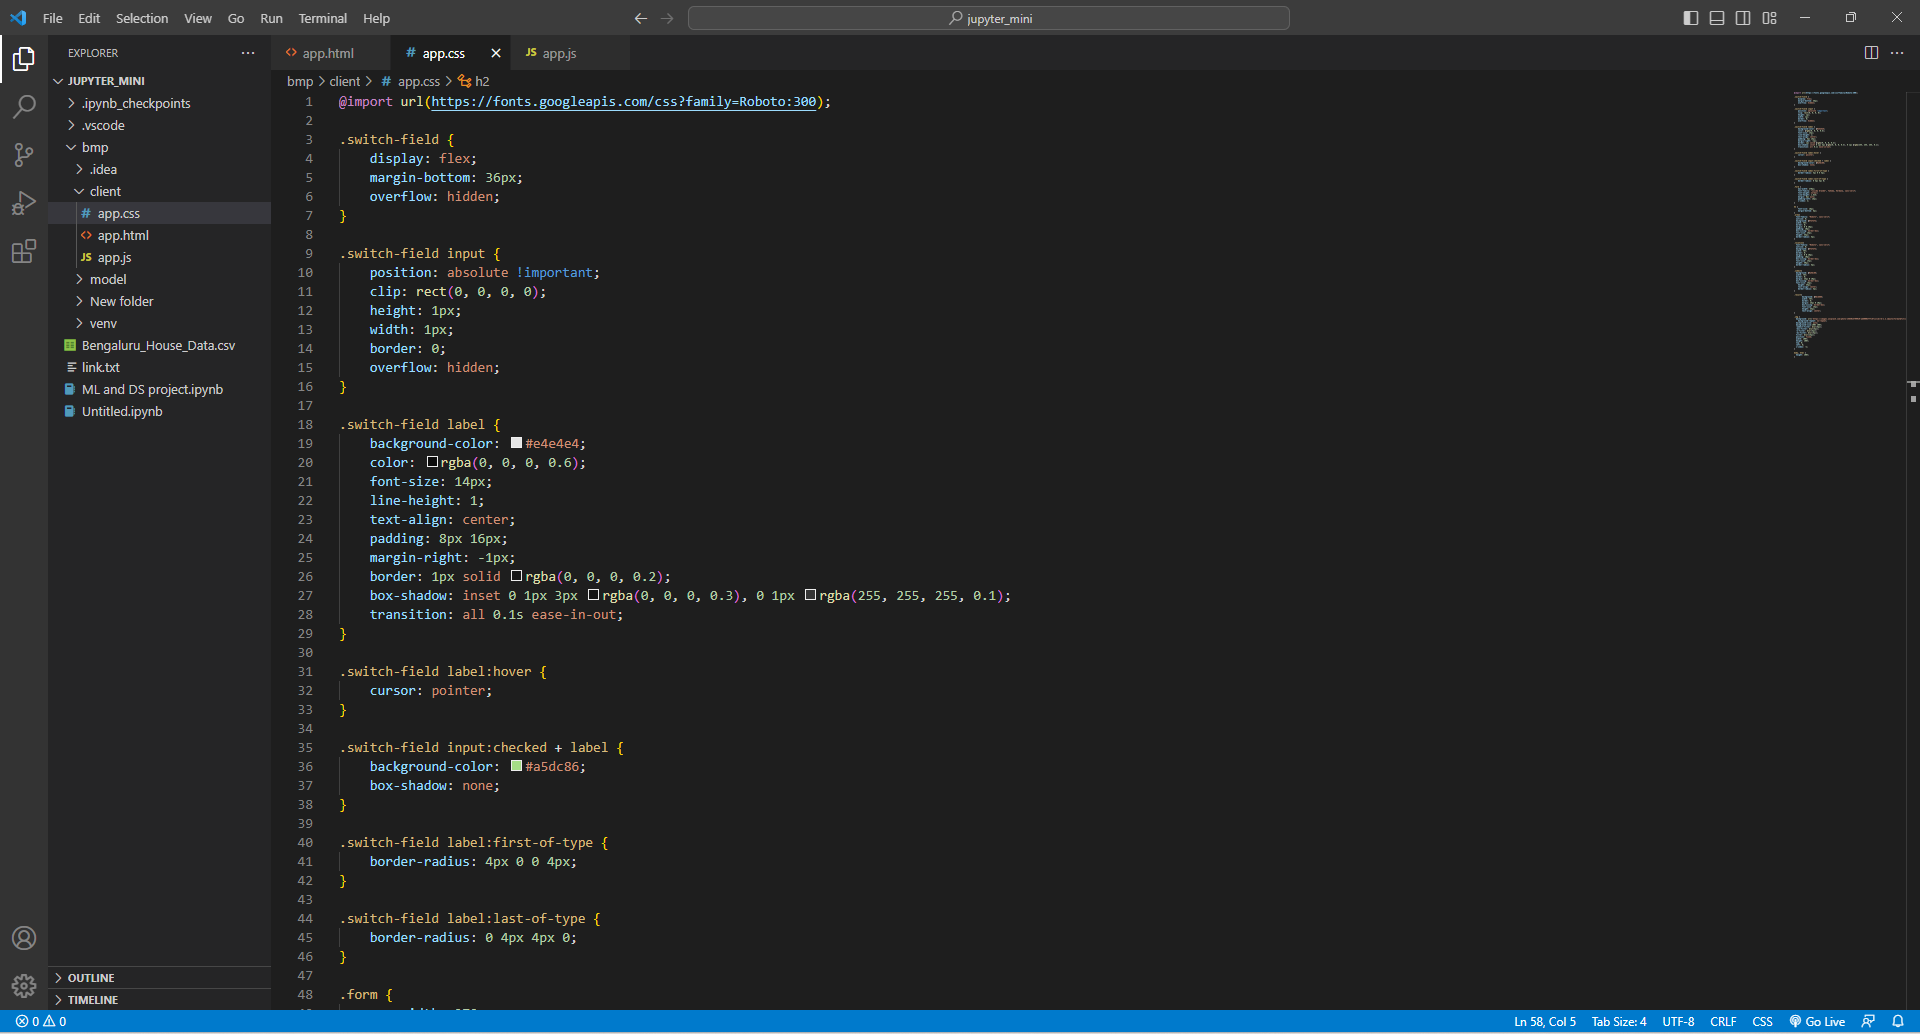 File Edit Selection View Go Run Terminal Help
jupyter_mini
EXPLORER
JUPYTER_MINI
.ipynb_checkpoints
.vscode
bmp
.idea
client
# app.css
<> app.html
JS app.js
model
New folder
venv
Bengaluru_House_Data.csv
link.txt
ML and DS project.ipynb
Untitled.ipynb
OUTLINE
TIMELINE
<> app.html # app.css JS app.js
bmp > client > # app.css > h2
1 @import url(https://fonts.googleapis.com/css?family=Roboto:300);
2
3 .switch-field {
4 display: flex;
5 margin-bottom: 36px;
6 overflow: hidden;
7 }
8
9 .switch-field input {
10 position: absolute !important;
11 clip: rect(0, 0, 0, 0);
12 height: 1px;
13 width: 1px;
14 border: 0;
15 overflow: hidden;
16 }
17
18 .switch-field label {
19 background-color: #e4e4e4;
20 color: rgba(0, 0, 0, 0.6);
21 font-size: 14px;
22 line-height: 1;
23 text-align: center;
24 padding: 8px 16px;
25 margin-right: -1px;
26 border: 1px solid rgba(0, 0, 0, 0.2);
27 box-shadow: inset 0 1px 3px rgba(0, 0, 0, 0.3), 0 1px rgba(255, 255, 255, 0.1);
28 transition: all 0.1s ease-in-out;
29 }
30
31 .switch-field label:hover {
32 cursor: pointer;
33 }
34
35 .switch-field input:checked + label {
36 background-color: #a5dc86;
37 box-shadow: none;
38 }
39
40 .switch-field label:first-of-type {
41 border-radius: 4px 0 0 4px;
42 }
43
44 .switch-field label:last-of-type {
45 border-radius: 0 4px 4px 0;
46 }
47
48 .form {
0 0 Ln 58, Col 5 Tab Size: 4 UTF-8 CRLF CSS Go Live